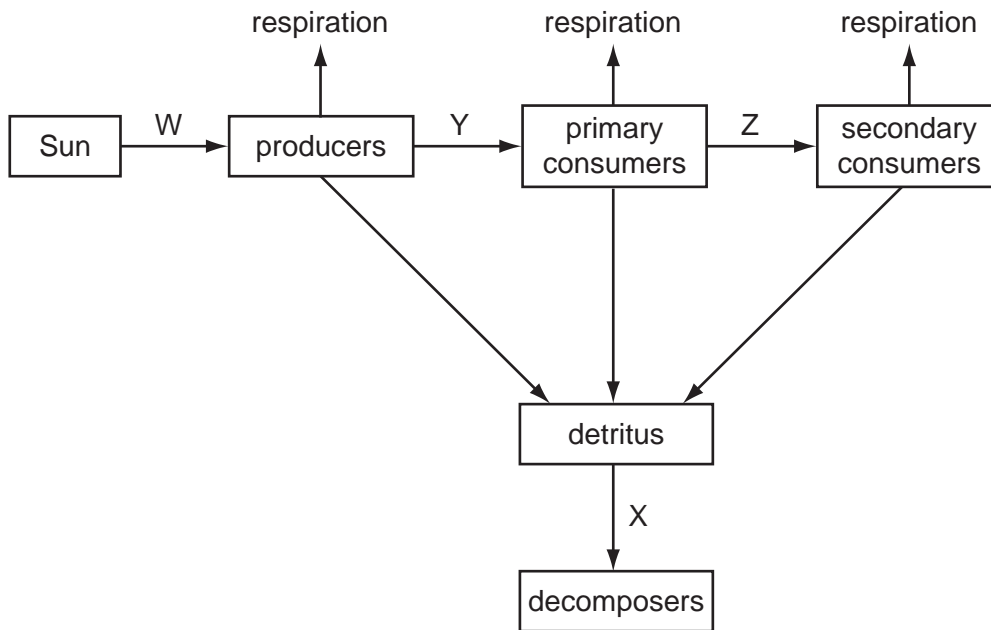 respiration
respiration
respiration
W
Y
Z
Sun
producers
primary
consumers
secondary
consumers
detritus
X
decomposers